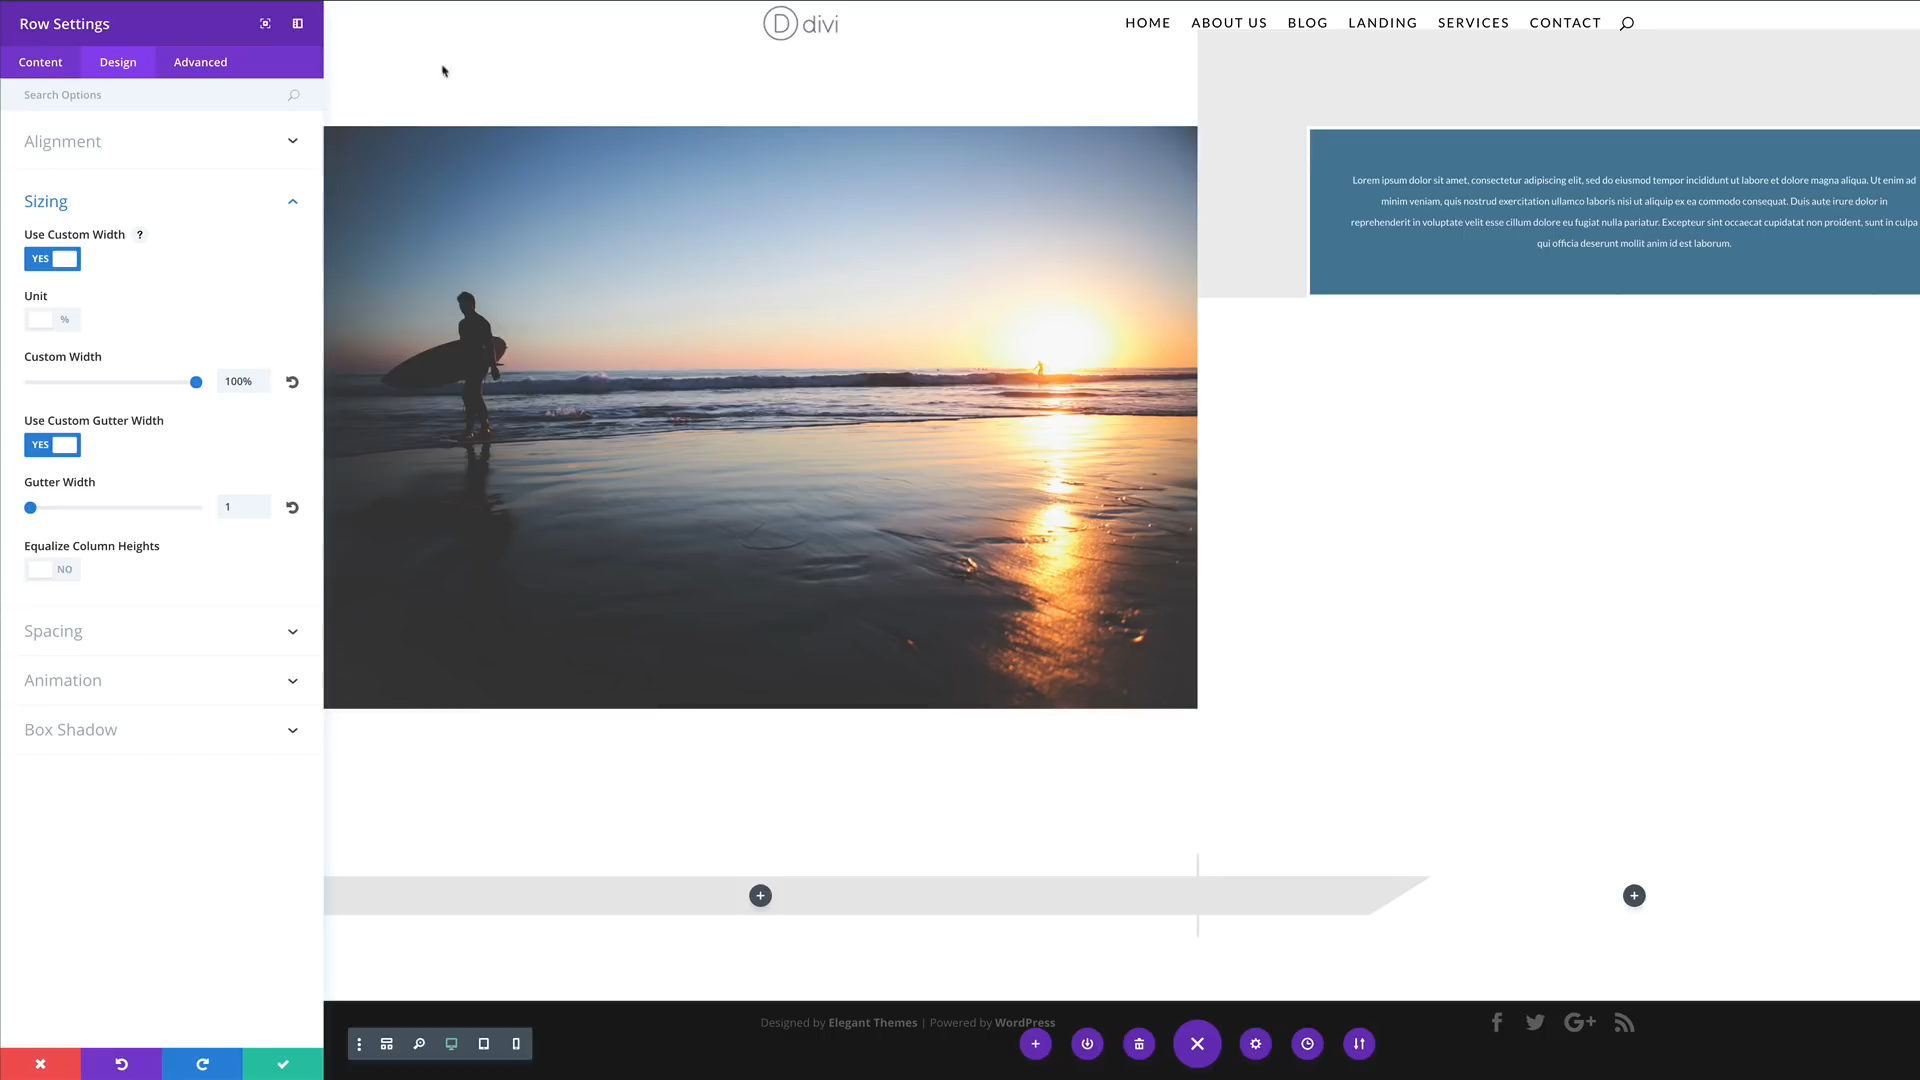 Row Settings
Content
Design
Advanced
Search Options
Alignment
Sizing
Use Custom Width ?
YES
Unit
%
Custom Width
100%
Use Custom Gutter Width
YES
Gutter Width
1
Equalize Column Heights
NO
Spacing
Animation
Box Shadow
D divi
HOME
ABOUT US
BLOG
LANDING
SERVICES
CONTACT
Lorem ipsum dolor sit amet, consectetur adipiscing elit, sed do eiusmod tempor incididunt ut labore et dolore magna aliqua. Ut enim ad
minim veniam, quis nostrud exercitation ullamco laboris nisi ut aliquip ex ea commodo consequat. Duis aute irure dolor in
reprehenderit in voluptate velit esse cillum dolore eu fugiat nulla pariatur. Excepteur sint occaecat cupidatat non proident, sunt in culpa
qui officia deserunt mollit anim id est laborum.
Designed by Elegant Themes | Powered by WordPress